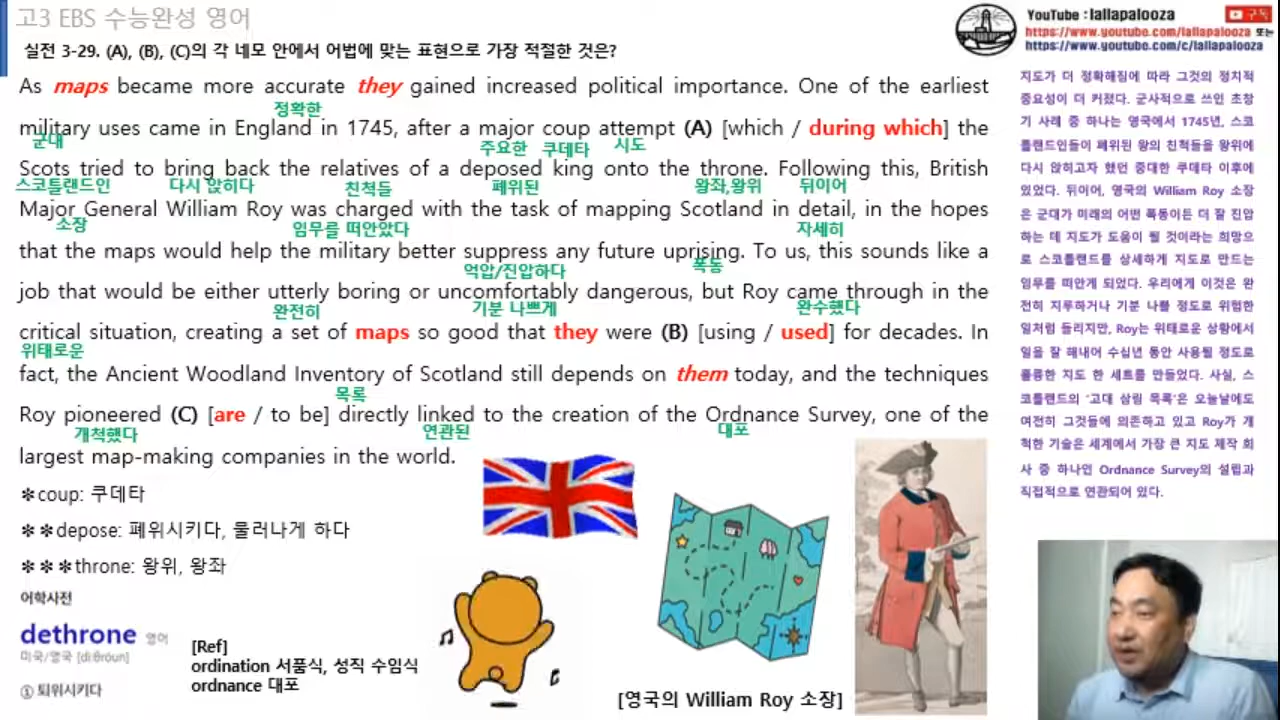 고3 EBS 수능완성 영어
YouTube : lallapalooza 구독
https://www.youtube.com/lallapalooza 또는
https://www.youtube.com/c/lallapalooza
실전 3-29. (A), (B), (C)의 각 네모 안에서 어법에 맞는 표현으로 가장 적절한 것은?
As maps became more accurate they gained increased political importance. One of the earliest
정확한
military uses came in England in 1745, after a major coup attempt (A) [which / during which] the
군대 주요한 쿠데타 시도
Scots tried to bring back the relatives of a deposed king onto the throne. Following this, British
스코틀랜드인 다시 앉히다 친척들 폐위된 왕좌,왕위 뒤이어
Major General William Roy was charged with the task of mapping Scotland in detail, in the hopes
소장 임무를 떠안았다 자세히
that the maps would help the military better suppress any future uprising. To us, this sounds like a
억압/진압하다 폭동
job that would be either utterly boring or uncomfortably dangerous, but Roy came through in the
완전히 기분 나쁘게 완수했다
critical situation, creating a set of maps so good that they were (B) [using / used] for decades. In
위태로운
fact, the Ancient Woodland Inventory of Scotland still depends on them today, and the techniques
목록
Roy pioneered (C) [are / to be] directly linked to the creation of the Ordnance Survey, one of the
개척했다 연관된 대포
largest map-making companies in the world.
＊coup: 쿠데타
＊＊depose: 폐위시키다, 물러나게 하다
＊＊＊throne: 왕위, 왕좌
어학사전
dethrone 영어
미국/영국 [diːθróun]
① 퇴위시키다
[Ref]
ordination 서품식, 성직 수임식
ordnance 대포
[영국의 William Roy 소장]
지도가 더 정확해짐에 따라 그것의 정치적
중요성이 더 커졌다. 군사적으로 쓰인 초창
기 사례 중 하나는 영국에서 1745년, 스코
틀랜드인들이 폐위된 왕의 친척들을 왕위에
다시 앉히고자 했던 중대한 쿠데타 이후에
있었다. 뒤이어, 영국의 William Roy 소장
은 군대가 미래의 어떤 폭동이든 더 잘 진압
하는 데 지도가 도움이 될 것이라는 희망으
로 스코틀랜드를 상세하게 지도로 만드는
임무를 떠안게 되었다. 우리에게 이것은 완
전히 지루하거나 기분 나쁠 정도로 위험한
일처럼 들리지만, Roy는 위태로운 상황에서
일을 잘 해내어 수십년 동안 사용될 정도로
훌륭한 지도 한 세트를 만들었다. 사실, 스
코틀랜드의 '고대 삼림 목록'은 오늘날에도
여전히 그것들에 의존하고 있고 Roy가 개
척한 기술은 세계에서 가장 큰 지도 제작 회
사 중 하나인 Ordnance Survey의 설립과
직접적으로 연관되어 있다.